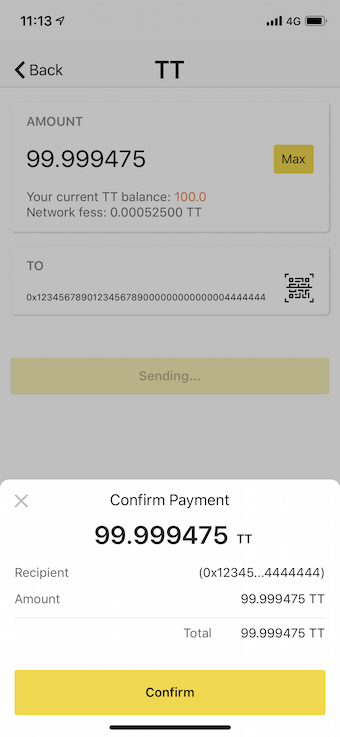 11:13 4G
Back TT
AMOUNT
99.999475 Max
Your current TT balance: 100.0
Network fess: 0.00052500 TT
TO
0x12345678901234567890000000000000004444444
Sending...
Confirm Payment
99.999475 TT
Recipient (0x12345...4444444)
Amount 99.999475 TT
Total 99.999475 TT
Confirm